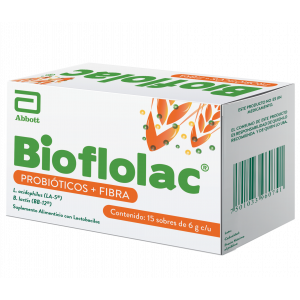 Abbott
Bioflolac®
PROBIÓTICOS + FIBRA
L. acidophilus (LA-5®)
B. lactis (BB-12®)
Suplemento Alimenticio con Lactobacilos
Contenido: 15 sobres de 6 g c/u
ESTE PRODUCTO NO ES UN
MEDICAMENTO
EL CONSUMO DE ESTE PRODUCTO
ES RESPONSABILIDAD DE QUIEN LO
RECOMIENDA Y DE QUIEN LO USA.